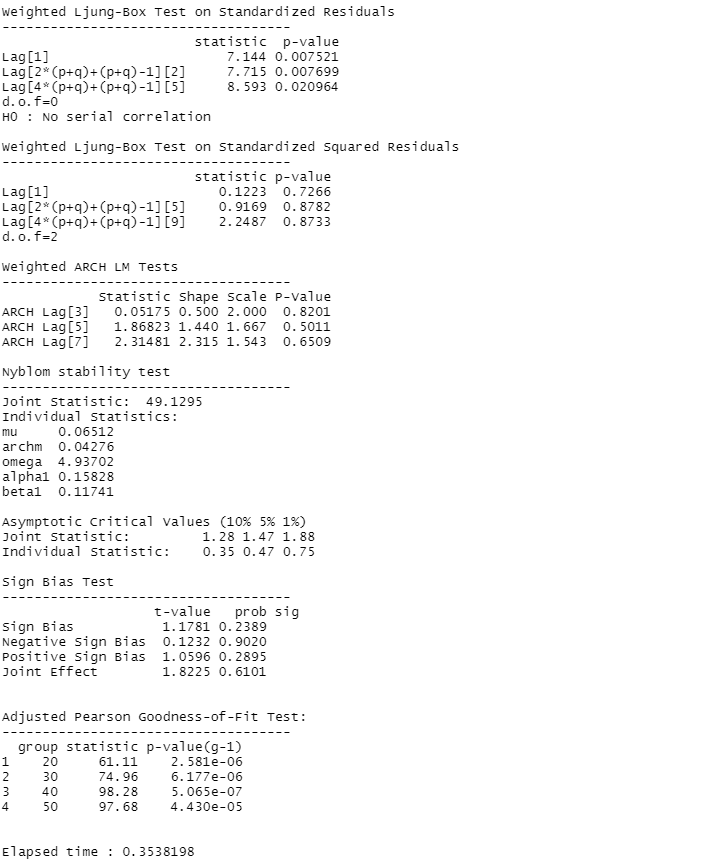 Weighted Ljung-Box Test on Standardized Residuals
------------------------------------
                        statistic  p-value
Lag[1]                      7.144 0.007521
Lag[2*(p+q)+(p+q)-1][2]     7.715 0.007699
Lag[4*(p+q)+(p+q)-1][5]     8.593 0.020964
d.o.f=0
H0 : No serial correlation

Weighted Ljung-Box Test on Standardized Squared Residuals
------------------------------------
                        statistic p-value
Lag[1]                     0.1223  0.7266
Lag[2*(p+q)+(p+q)-1][5]    0.9169  0.8782
Lag[4*(p+q)+(p+q)-1][9]    2.2487  0.8733
d.o.f=2

Weighted ARCH LM Tests
------------------------------------
            Statistic Shape Scale P-Value
ARCH Lag[3]   0.05175 0.500 2.000  0.8201
ARCH Lag[5]   1.86823 1.440 1.667  0.5011
ARCH Lag[7]   2.31481 2.315 1.543  0.6509

Nyblom stability test
------------------------------------
Joint Statistic:  49.1295
Individual Statistics:
mu     0.06512
archm  0.04276
omega  4.93702
alpha1 0.15828
beta1  0.11741

Asymptotic Critical Values (10% 5% 1%)
Joint Statistic:         1.28 1.47 1.88
Individual Statistic:    0.35 0.47 0.75

Sign Bias Test
------------------------------------
                   t-value   prob sig
Sign Bias           1.1781 0.2389
Negative Sign Bias  0.1232 0.9020
Positive Sign Bias  1.0596 0.2895
Joint Effect        1.8225 0.6101


Adjusted Pearson Goodness-of-Fit Test:
------------------------------------
  group statistic p-value(g-1)
1    20     61.11    2.581e-06
2    30     74.96    6.177e-06
3    40     98.28    5.065e-07
4    50     97.68    4.430e-05


Elapsed time : 0.3538198